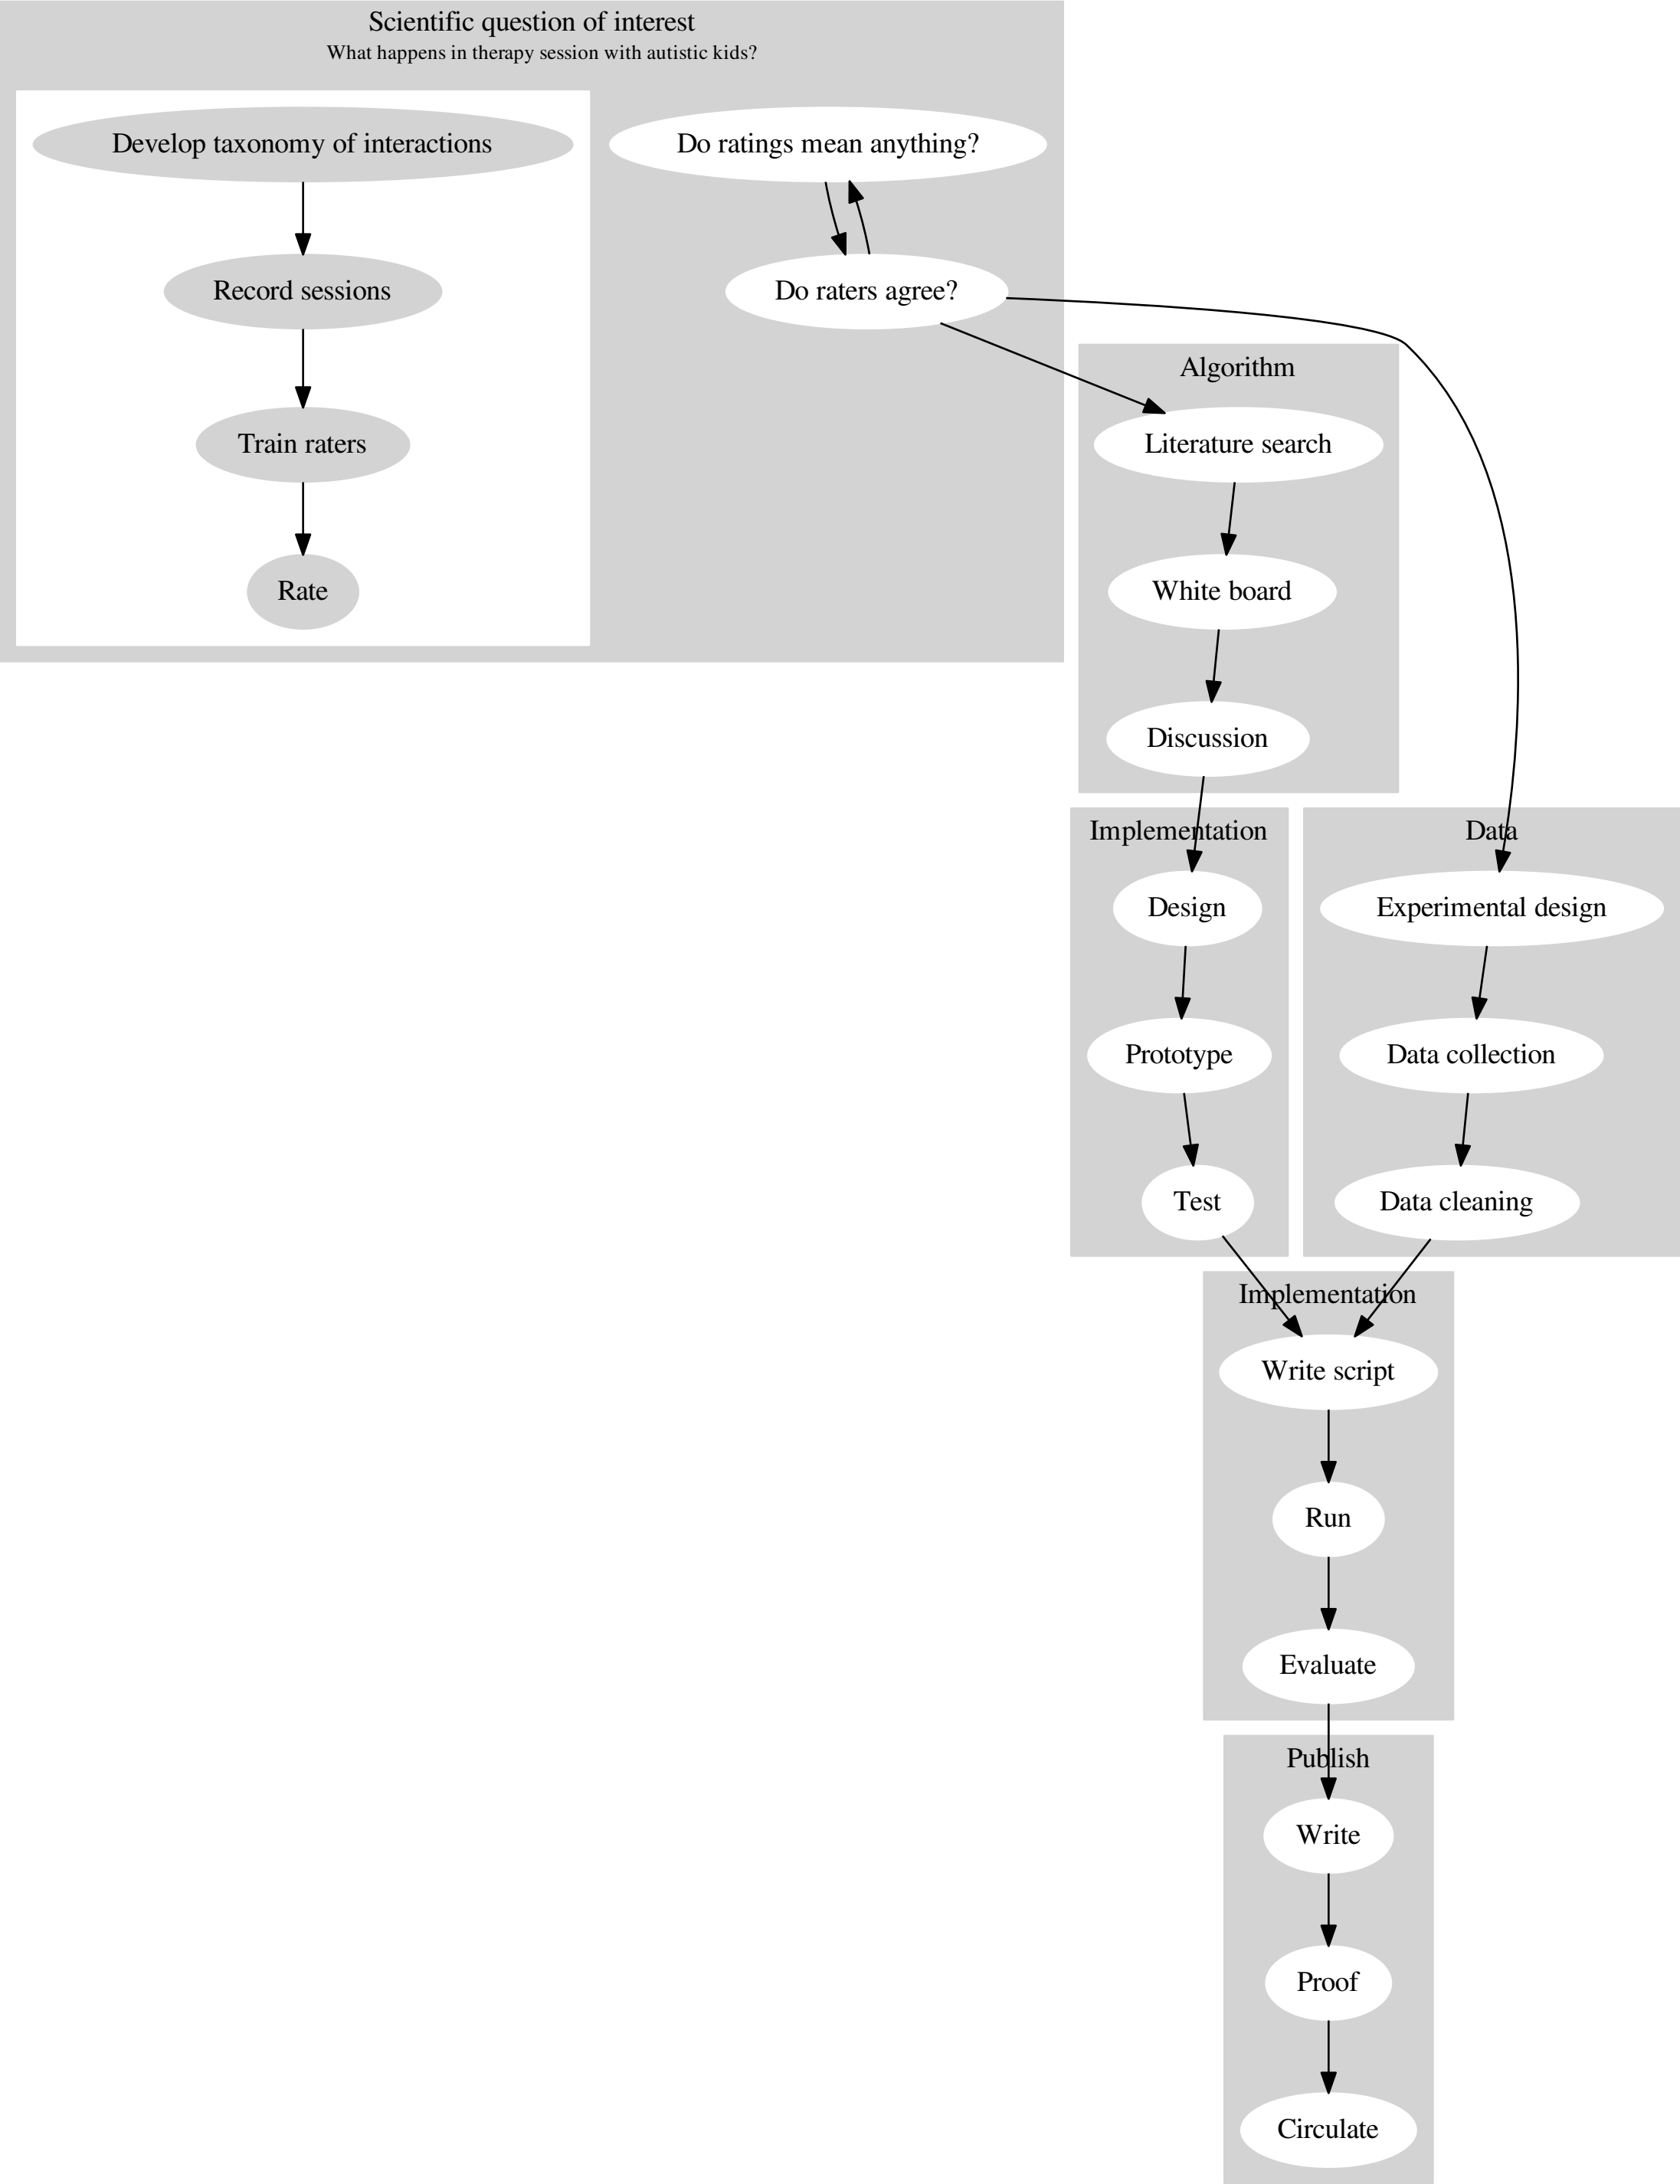 Scientific question of interest
What happens in therapy session with autistic kids?
Develop taxonomy of interactions
Record sessions
Train raters
Rate
Do ratings mean anything?
Do raters agree?
Algorithm
Literature search
White board
Discussion
Implementation
Design
Prototype
Test
Data
Experimental design
Data collection
Data cleaning
Implementation
Write script
Run
Evaluate
Publish
Write
Proof
Circulate